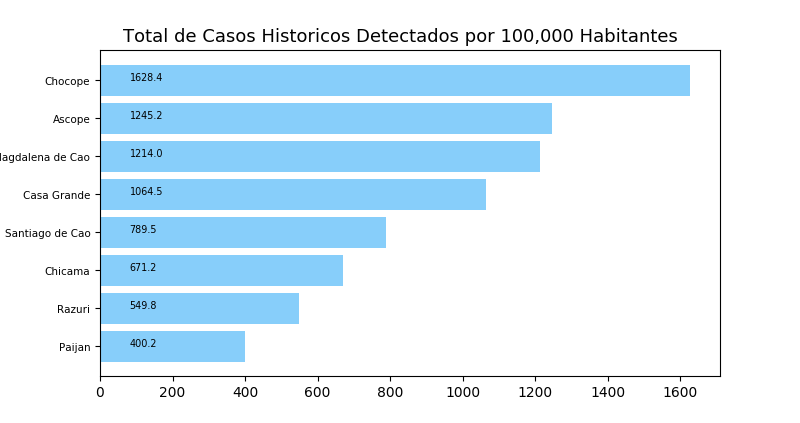 Total de Casos Historicos Detectados por 100,000 Habitantes
Chocope 1628.4
Ascope 1245.2
de Cao 1214.0
Casa Grande 1064.5
Santiago de Cao 789.5
Chicama 671.2
Razuri 549.8
Paijan 400.2
0 200 400 600 800 1000 1200 1400 1600